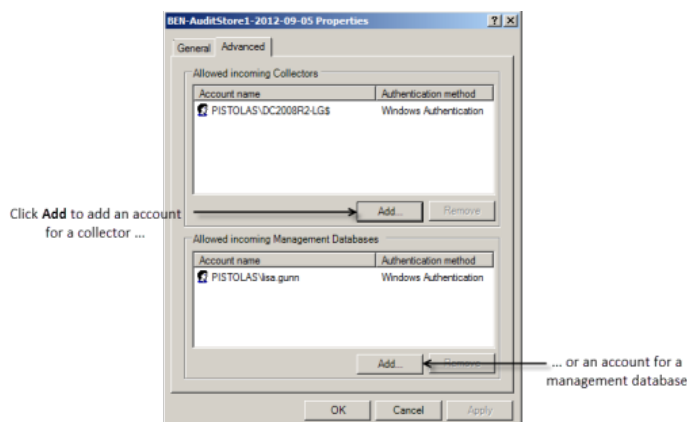 BEN-AuditStore1-2012-09-05 Properties
General Advanced
Allowed incoming Collectors
Account name Authentication method
PISTOLAS\DC2008R2-LG$ Windows Authentication
Click Add to add an account
for a collector ...
Add... Remove
Allowed incoming Management Databases
Account name Authentication method
PISTOLAS\lisa.gunn Windows Authentication
Add... Remove
... or an account for a
management database
OK Cancel Apply